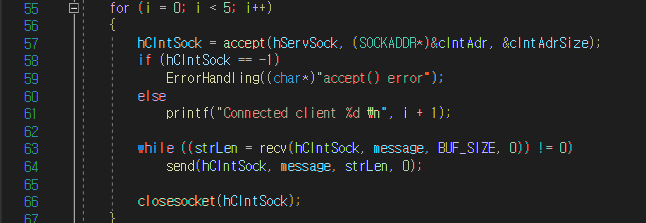 55 for (i = 0; i < 5; i++)
56 {
57 hClntSock = accept(hServSock, (SOCKADDR*)&clntAdr, &clntAdrSize);
58 if (hClntSock == -1)
59 ErrorHandling((char*)"accept() error");
60 else
61 printf("Connected client %d ₩n", i + 1);
62
63 while ((strLen = recv(hClntSock, message, BUF_SIZE, 0)) != 0)
64 send(hClntSock, message, strLen, 0);
65
66 closesocket(hClntSock);
67 }